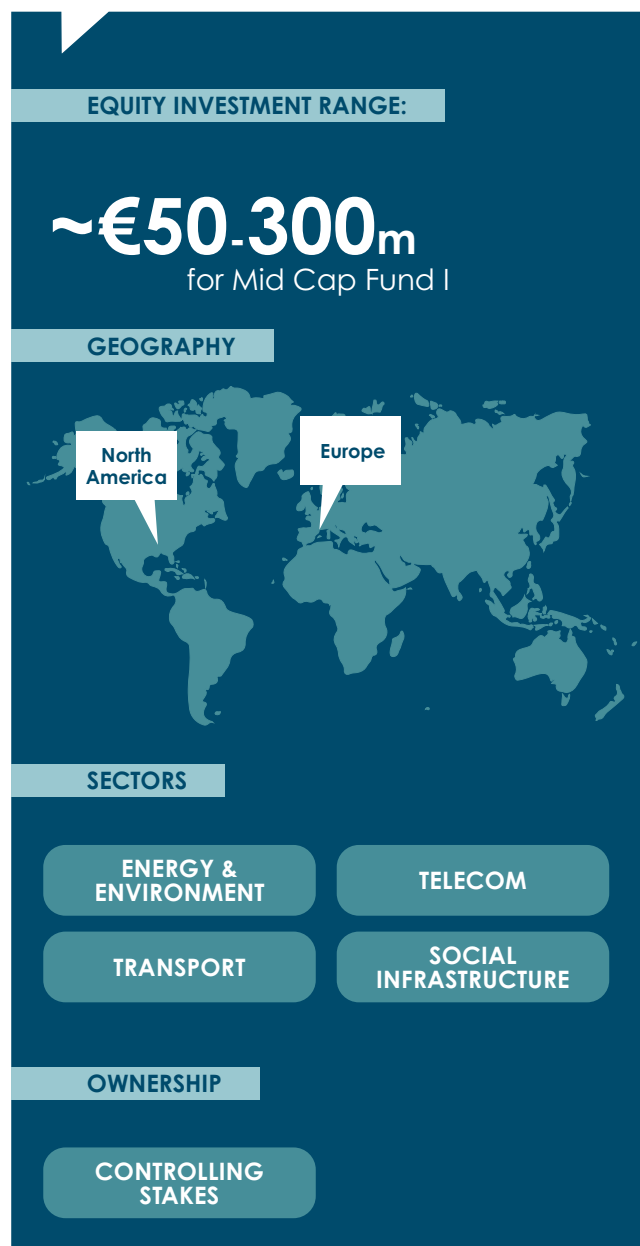 EQUITY INVESTMENT RANGE:
~€50-300m
for Mid Cap Fund I
GEOGRAPHY
North
America
Europe
SECTORS
ENERGY &
ENVIRONMENT
TELECOM
TRANSPORT
SOCIAL
INFRASTRUCTURE
OWNERSHIP
CONTROLLING
STAKES